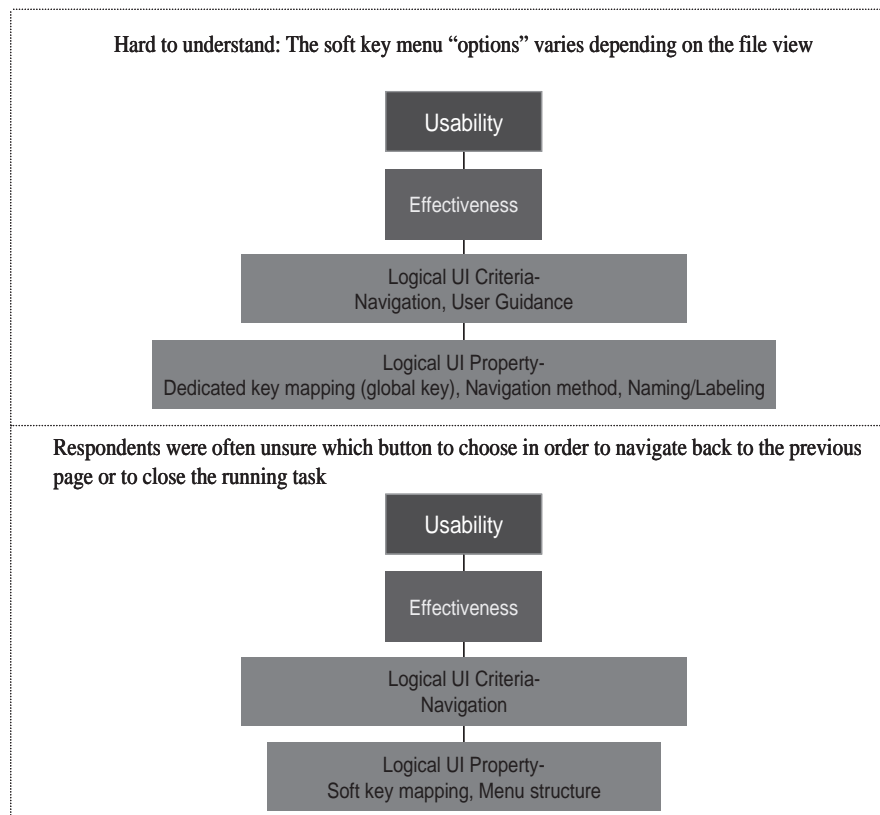 Hard to understand: The soft key menu “options” varies depending on the file view
Usability
Effectiveness
Logical UI Criteria-
Navigation, User Guidance
Logical UI Property-
Dedicated key mapping (global key), Navigation method, Naming/Labeling
Respondents were often unsure which button to choose in order to navigate back to the previous
page or to close the running task
Usability
Effectiveness
Logical UI Criteria-
Navigation
Logical UI Property-
Soft key mapping, Menu structure